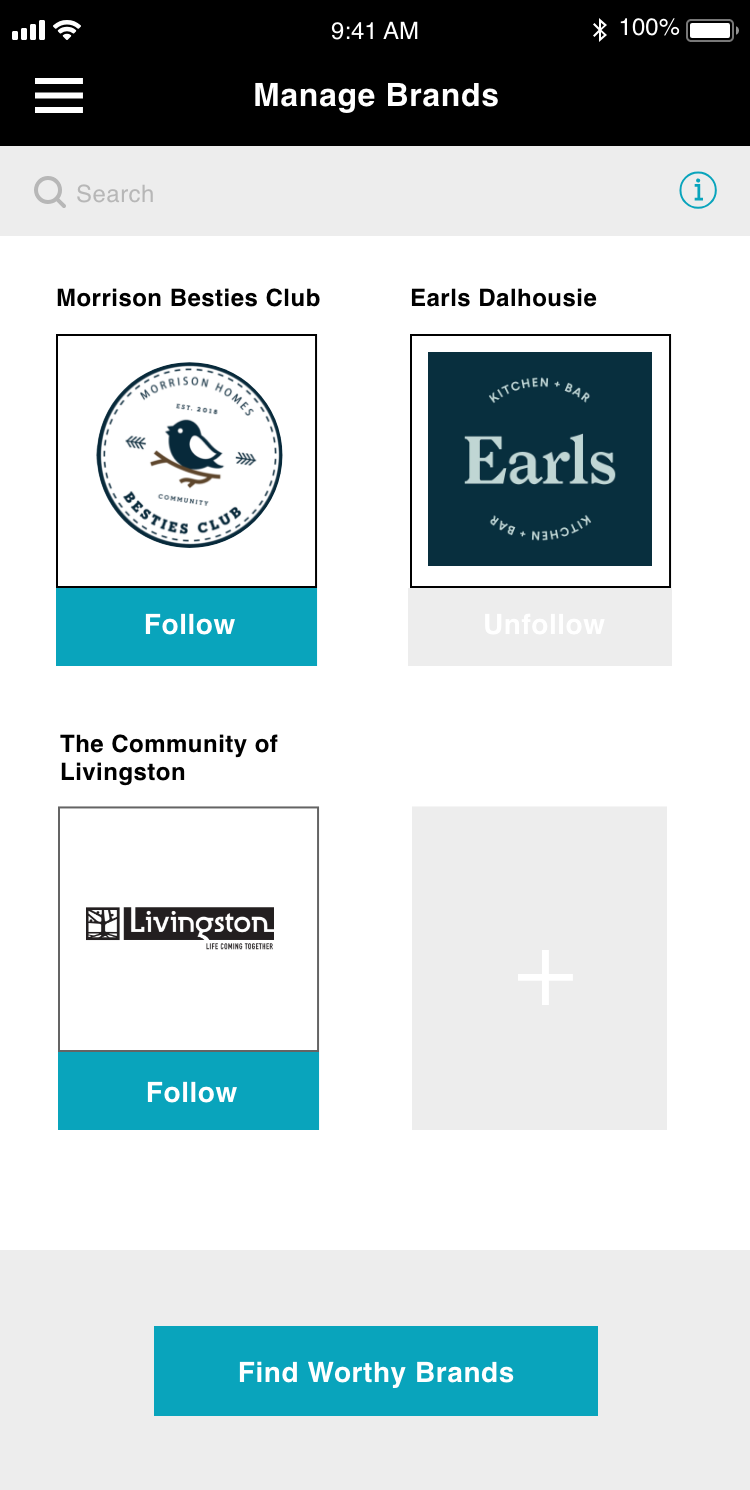 9:41 AM
100%
Manage Brands
Search
i
Morrison Besties Club
Earls Dalhousie
MORRISON HOMES
EST. 2018
COMMUNITY
BESTIES CLUB
KITCHEN + BAR
Earls
KITCHEN + BAR
Follow
Unfollow
The Community of
Livingston
Livingston
LIFE COMING TOGETHER
Follow
Find Worthy Brands